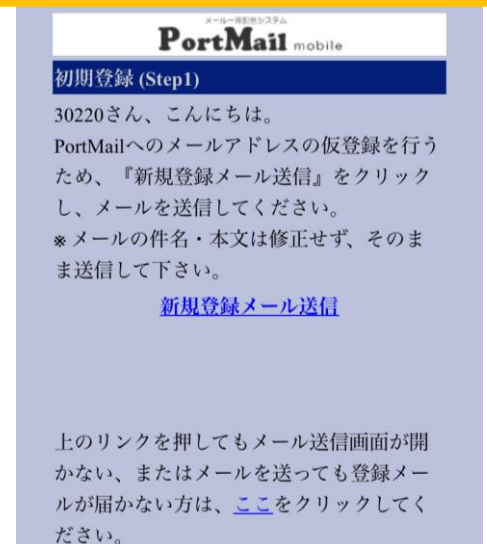 メール一斉配信システム
PortMail mobile
初期登録 (Step1)
30220さん、こんにちは。
PortMailへのメールアドレスの仮登録を行う
ため、『新規登録メール送信』をクリック
し、メールを送信してください。
※メールの件名・本文は修正せず、そのま
ま送信して下さい。
新規登録メール送信
上のリンクを押してもメール送信画面が開
かない、またはメールを送っても登録メー
ルが届かない方は、ここをクリックしてく
ださい。